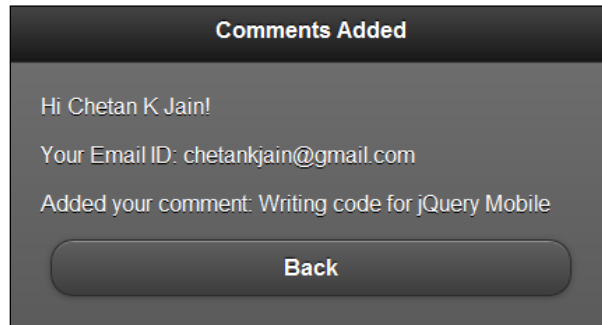 Comments Added
Hi Chetan K Jain!
Your Email ID: chetankjain@gmail.com
Added your comment: Writing code for jQuery Mobile
Back